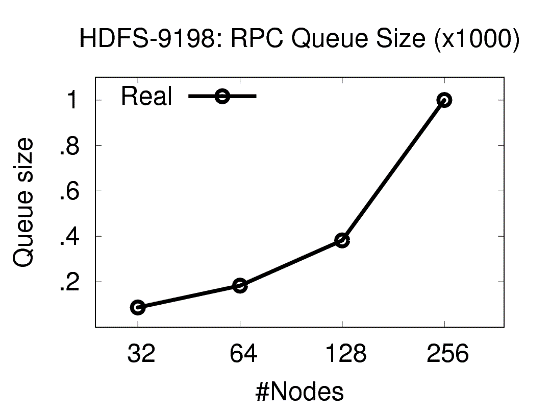 HDFS-9198: RPC Queue Size (x1000)
Real
1
.8
.6
.4
.2
Queue size
32 64 128 256
#Nodes